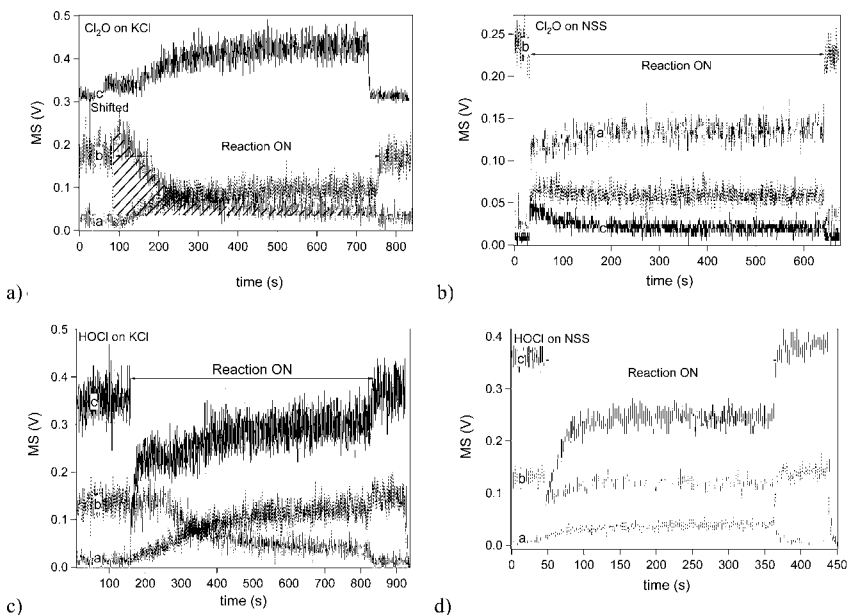 Cl₂O on KCl
0.5
0.4
0.3
0.2
0.1
0.0
MS (V)
c
Shifted
Reaction ON
b
a
0 100 200 300 400 500 600 700 800
time (s)
a)
Cl₂O on NSS
0.25
0.20
0.15
0.10
0.05
0.00
MS (V)
b
Reaction ON
a
c
0 100 200 300 400 500 600
time (s)
b)
HOCl on KCl
0.5
0.4
0.3
0.2
0.1
0.0
MS (V)
Reaction ON
c
b
a
100 200 300 400 500 600 700 800 900
time (s)
c)
HOCl on NSS
0.4
0.3
0.2
0.1
0.0
MS (V)
c
Reaction ON
b
a
0 50 100 150 200 250 300 350 400 450
time (s)
d)